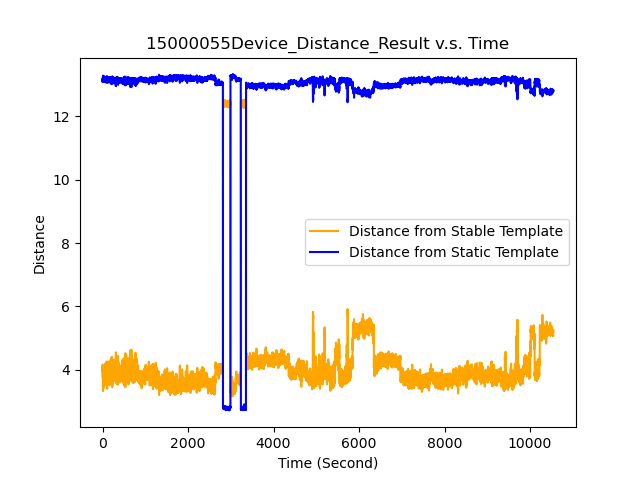 15000055Device_Distance_Result v.s. Time
12
10
8
6
4
Distance
Distance from Stable Template
Distance from Static Template
0
2000
4000
6000
8000
10000
Time (Second)